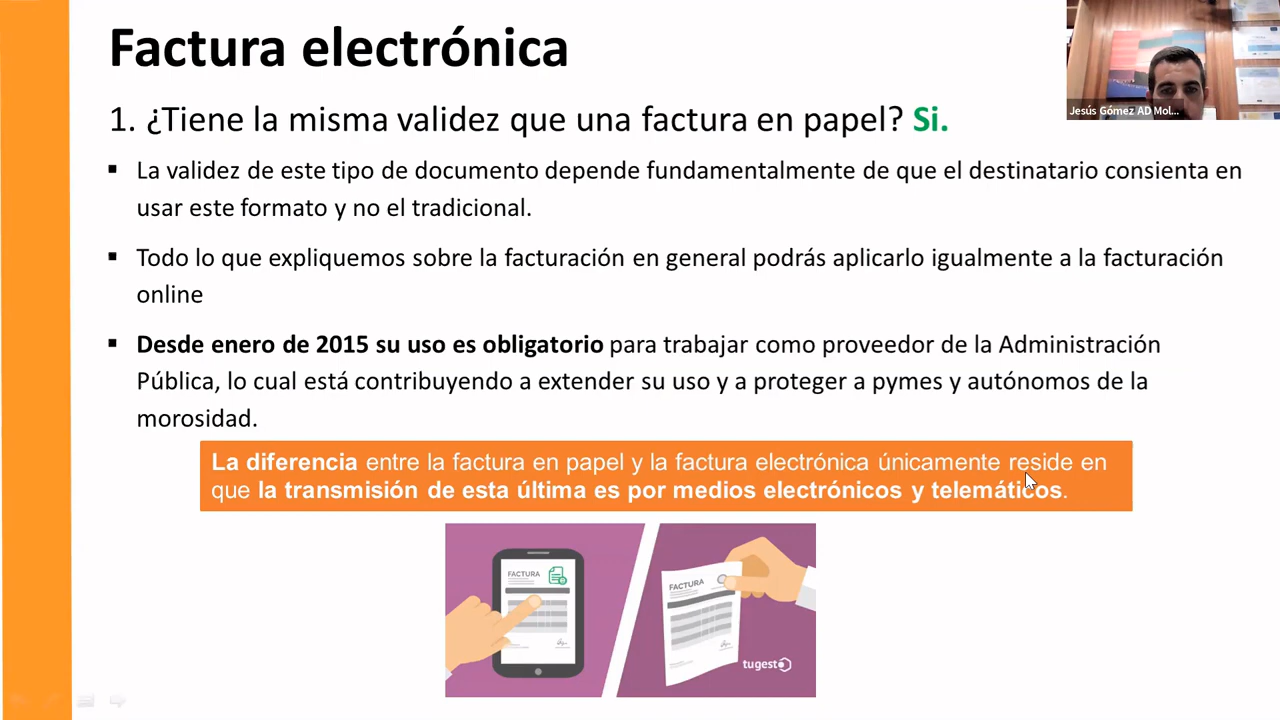 Factura electrónica
Jesús Gómez AD Mol...
1. ¿Tiene la misma validez que una factura en papel? Si.
▪ La validez de este tipo de documento depende fundamentalmente de que el destinatario consienta en
usar este formato y no el tradicional.
▪ Todo lo que expliquemos sobre la facturación en general podrás aplicarlo igualmente a la facturación
online
▪ Desde enero de 2015 su uso es obligatorio para trabajar como proveedor de la Administración
Pública, lo cual está contribuyendo a extender su uso y a proteger a pymes y autónomos de la
morosidad.
La diferencia entre la factura en papel y la factura electrónica únicamente reside en
que la transmisión de esta última es por medios electrónicos y telemáticos.
FACTURA
FACTURA
tugesto